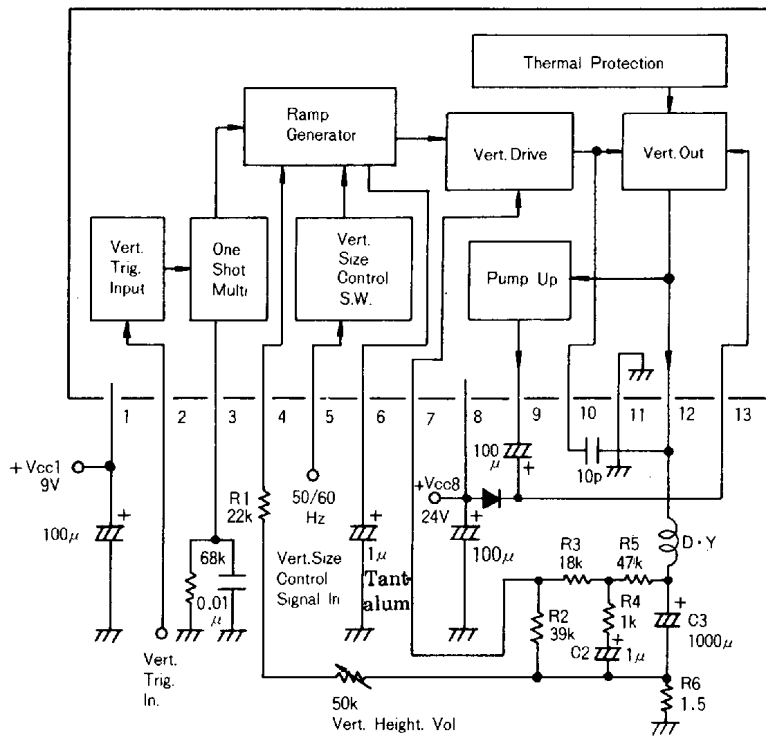 Thermal Protection
Ramp
Generator
Vert. Drive
Vert. Out
Vert.
Trig.
Input
One
Shot
Multi
Vert.
Size
Control
S.W.
Pump Up
1
2
3
4
5
6
7
8
9
10
11
12
13
+Vcc1
9V
100μ
+
68k
0.01
μ
Vert.
Trig.
In.
R1
22k
50/60
Hz
Vert.Size
Control
Signal In
+
1μ
Tant-
alum
50k
Vert. Height. Vol
+Vcc8
24V
+
100μ
100
μ
+
10p
D·Y
R3
18k
R5
47k
R2
39k
R4
1k
C2
+
1μ
+
C3
1000μ
R6
1.5